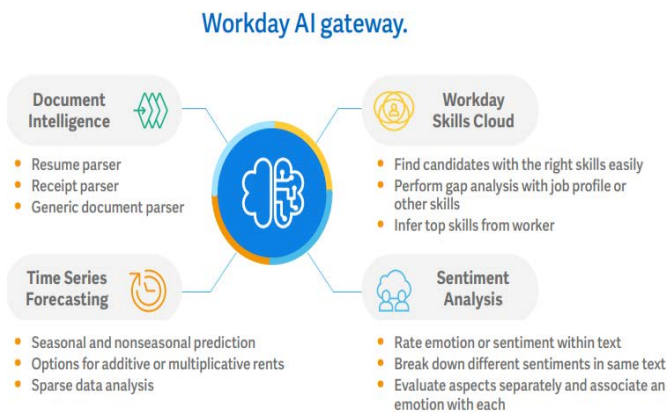 Workday AI gateway.
Document
Intelligence
Resume parser
Receipt parser
Generic document parser
Workday
Skills Cloud
Find candidates with the right skills easily
Perform gap analysis with job profile or
other skills
Infer top skills from worker
Time Series
Forecasting
Seasonal and nonseasonal prediction
Options for additive or multiplicative rents
Sparse data analysis
Sentiment
Analysis
Rate emotion or sentiment within text
Break down different sentiments in same text
Evaluate aspects separately and associate an
emotion with each